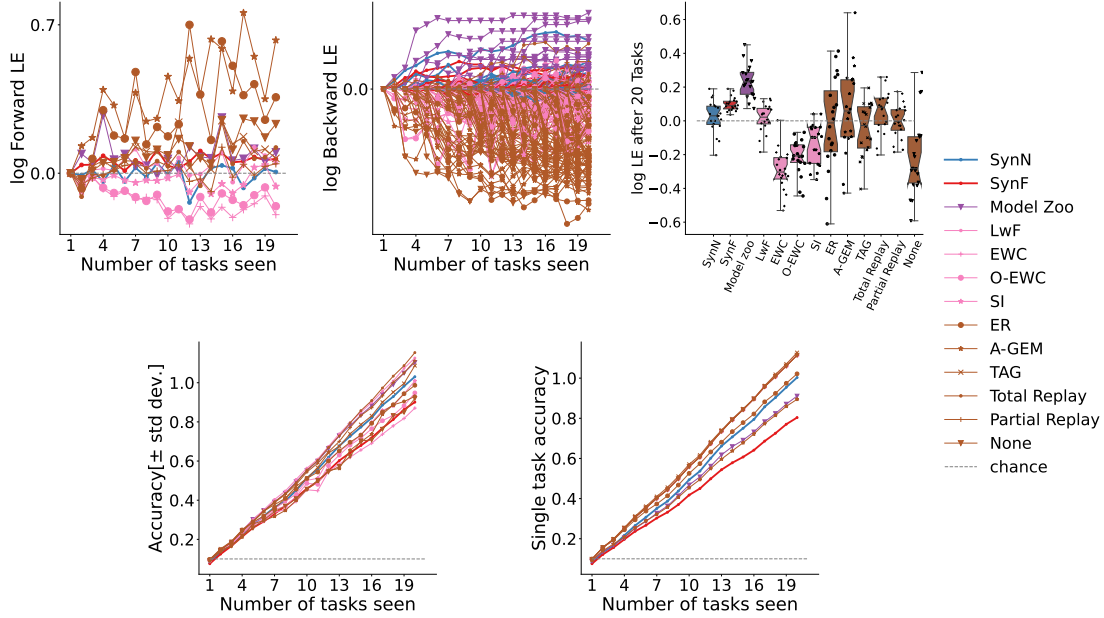 log Forward LE
0.7
0.0
1 4 7 10 13 16 19
Number of tasks seen
log Backward LE
0.0
1 4 7 10 13 16 19
Number of tasks seen
log LE after 20 Tasks
0.6
0.4
0.2
0.0
−0.2
−0.4
−0.6
SynN
SynF
Model zoo
LwF
EWC
O-EWC
SI
ER
A-GEM
TAG
Total Replay
Partial Replay
None
SynN
SynF
Model Zoo
LwF
EWC
O-EWC
SI
ER
A-GEM
TAG
Total Replay
Partial Replay
None
chance
Accuracy[± std dev.]
1.0
0.8
0.6
0.4
0.2
1 4 7 10 13 16 19
Number of tasks seen
Single task accuracy
1.0
0.8
0.6
0.4
0.2
1 4 7 10 13 16 19
Number of tasks seen